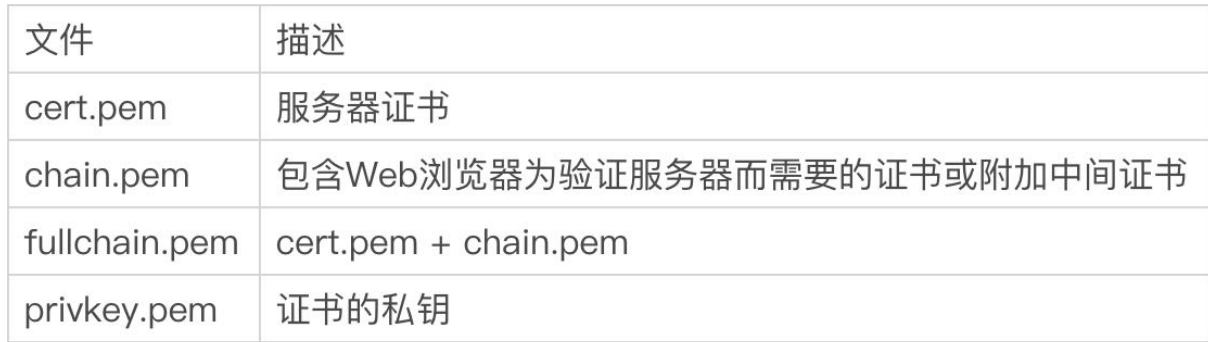 文件 描述
cert.pem 服务器证书
chain.pem 包含Web浏览器为验证服务器而需要的证书或附加中间证书
fullchain.pem cert.pem + chain.pem
privkey.pem 证书的私钥